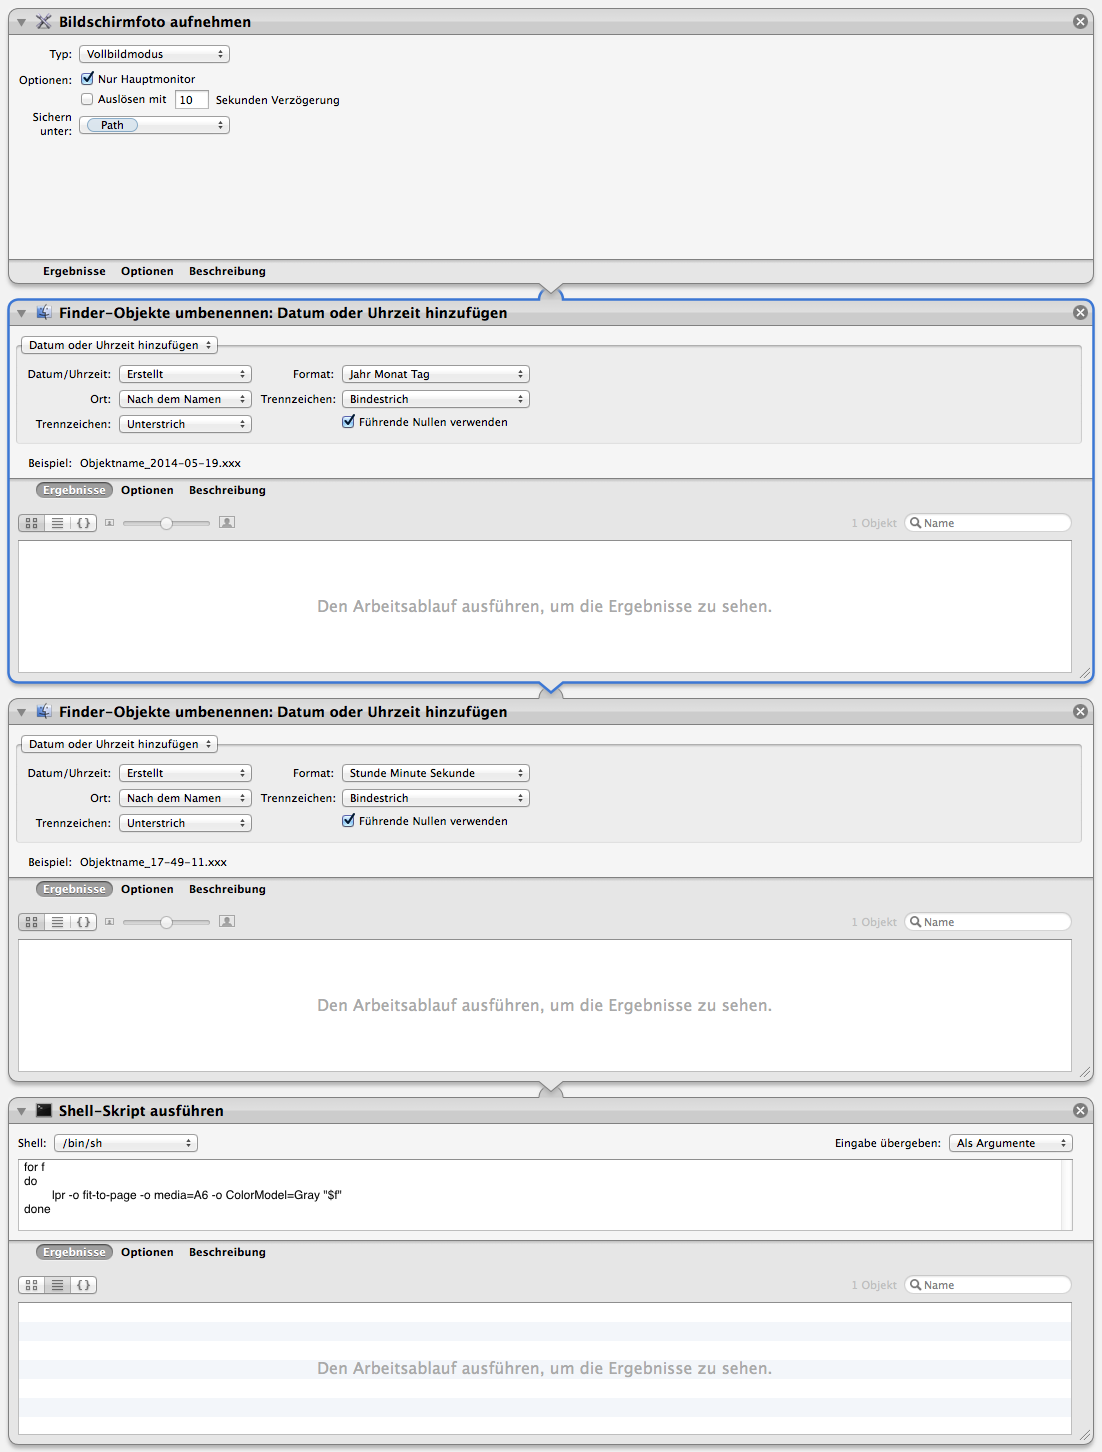 Bildschirmfoto aufnehmen
Typ: Vollbildmodus
Optionen: Nur Hauptmonitor
Auslösen mit 10 Sekunden Verzögerung
Sichern
unter: Path
Ergebnisse Optionen Beschreibung
Finder-Objekte umbenennen: Datum oder Uhrzeit hinzufügen
Datum oder Uhrzeit hinzufügen
Datum/Uhrzeit: Erstellt Format: Jahr Monat Tag
Ort: Nach dem Namen Trennzeichen: Bindestrich
Trennzeichen: Unterstrich Führende Nullen verwenden
Beispiel: Objektname_2014-05-19.xxx
Ergebnisse Optionen Beschreibung
{} 1 Objekt Name
Den Arbeitsablauf ausführen, um die Ergebnisse zu sehen.
Finder-Objekte umbenennen: Datum oder Uhrzeit hinzufügen
Datum oder Uhrzeit hinzufügen
Datum/Uhrzeit: Erstellt Format: Stunde Minute Sekunde
Ort: Nach dem Namen Trennzeichen: Bindestrich
Trennzeichen: Unterstrich Führende Nullen verwenden
Beispiel: Objektname_17-49-11.xxx
Ergebnisse Optionen Beschreibung
{} 1 Objekt Name
Den Arbeitsablauf ausführen, um die Ergebnisse zu sehen.
Shell-Skript ausführen
Shell: /bin/sh Eingabe übergeben: Als Argumente
for f
do
lpr -o fit-to-page -o media=A6 -o ColorModel=Gray "$f"
done
Ergebnisse Optionen Beschreibung
{} 1 Objekt Name
Den Arbeitsablauf ausführen, um die Ergebnisse zu sehen.